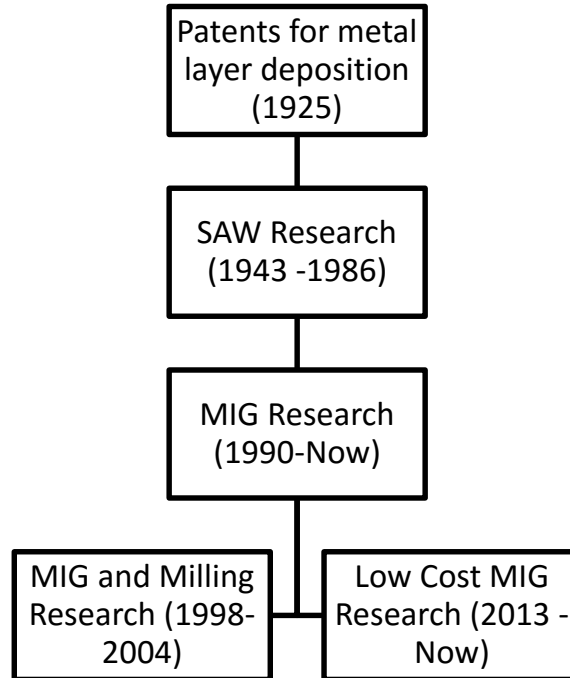 Patents for metal
layer deposition
(1925)
SAW Research
(1943 -1986)
MIG Research
(1990-Now)
MIG and Milling
Research (1998-
2004)
Low Cost MIG
Research (2013 -
Now)